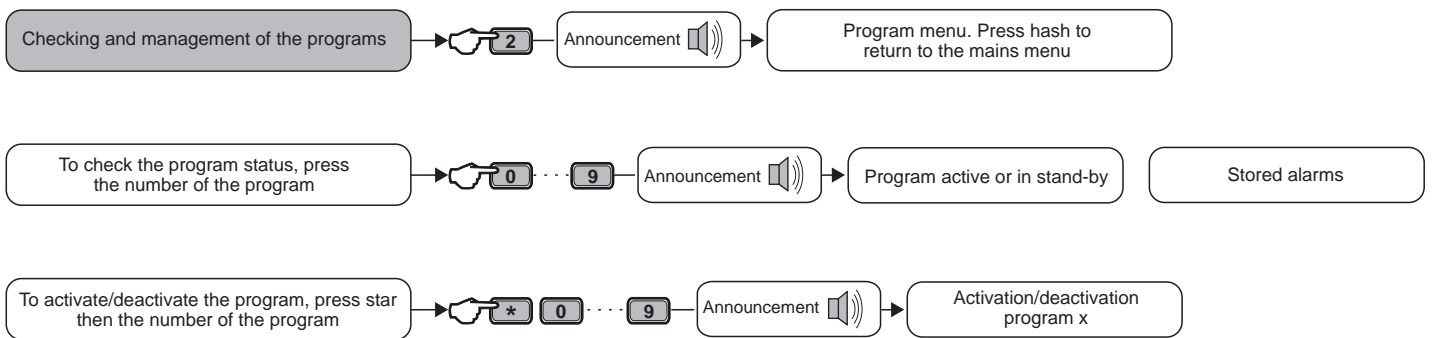 Checking and management of the programs
2
Announcement
Program menu. Press hash to
return to the mains menu
To check the program status, press
the number of the program
0 · · · · 9
Announcement
Program active or in stand-by
Stored alarms
To activate/deactivate the program, press star
then the number of the program
* 0 · · · · 9
Announcement
Activation/deactivation
program x